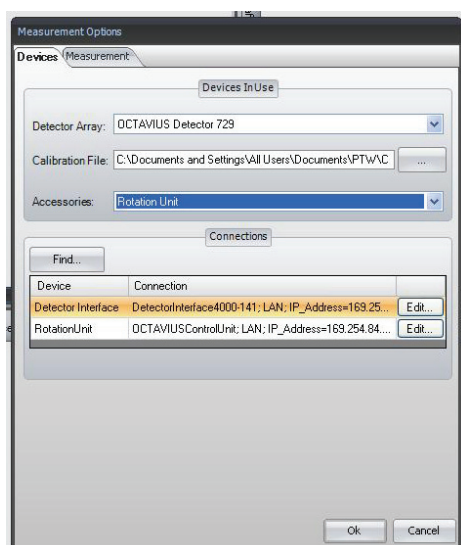 Measurement Options
Devices Measurement
Devices In Use
Detector Array: OCTAVIUS Detector 729
Calibration File: C:\Documents and Settings\All Users\Documents\PTW\C ...
Accessories: Rotation Unit
Connections
Find...
Device Connection
Detector Interface DetectorInterface4000-141; LAN; IP_Address=169.25... Edit...
RotationUnit OCTAVIUSControlUnit; LAN; IP_Address=169.254.84.... Edit...
Ok Cancel